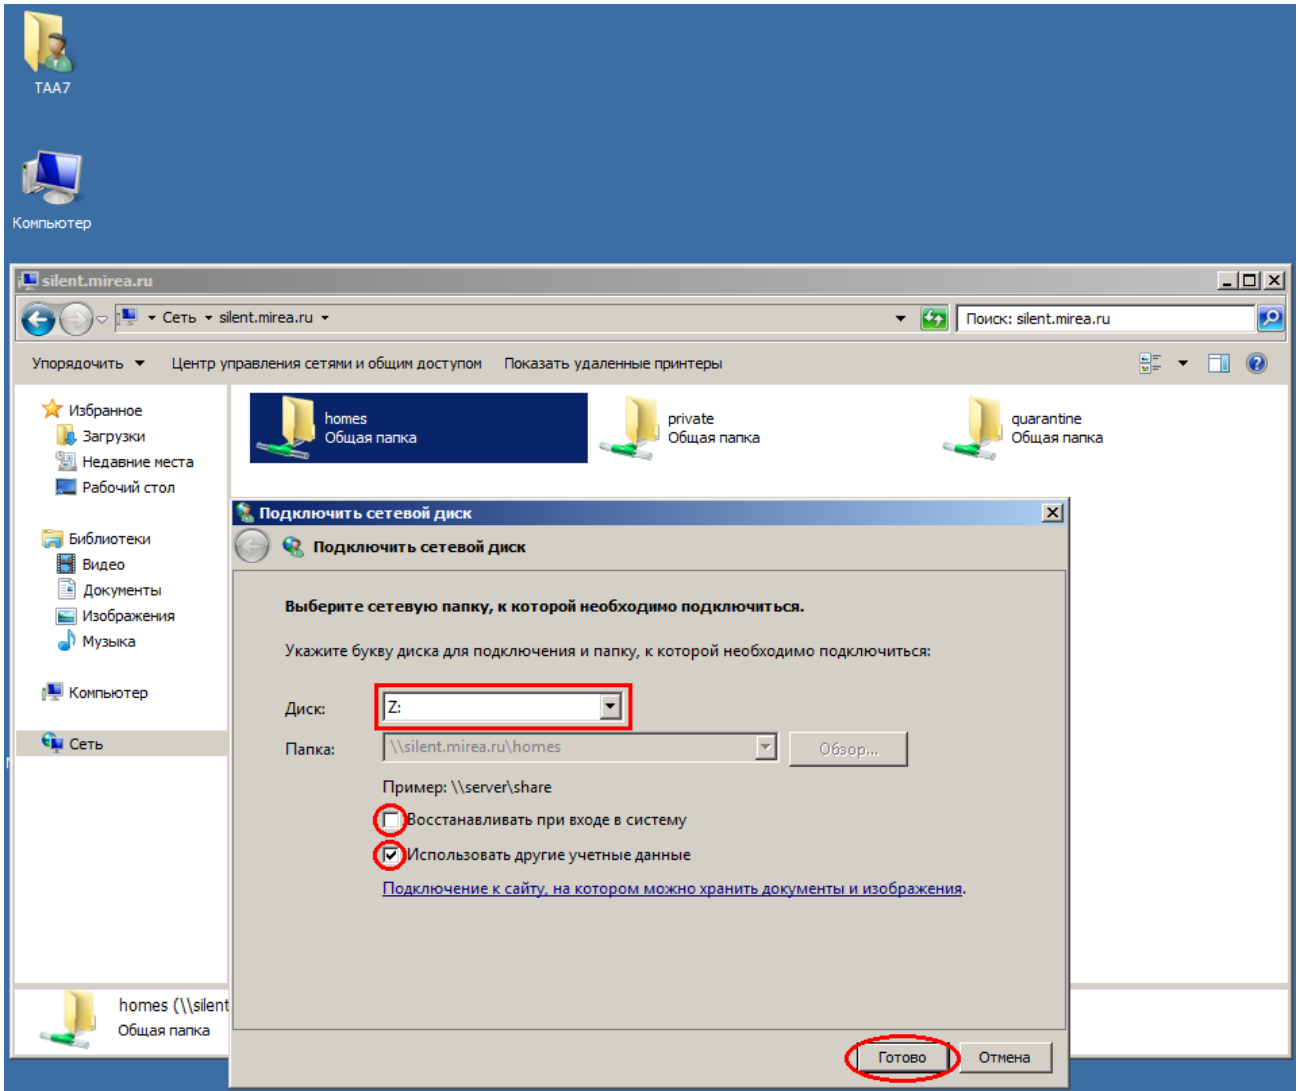 TAA7
Компьютер
silent.mirea.ru
Сеть silent.mirea.ru
Поиск: silent.mirea.ru
Упорядочить Центр управления сетями и общим доступом Показать удаленные принтеры
Избранное
Загрузки
Недавние места
Рабочий стол
Библиотеки
Видео
Документы
Изображения
Музыка
Компьютер
Сеть
homes
Общая папка
private
Общая папка
quarantine
Общая папка
Подключить сетевой диск
Подключить сетевой диск
Выберите сетевую папку, к которой необходимо подключиться.
Укажите букву диска для подключения и папку, к которой необходимо подключиться:
Диск: Z:
Папка: \\silent.mirea.ru\homes Обзор...
Пример: \\server\share
Восстанавливать при входе в систему
Использовать другие учетные данные
Подключение к сайту, на котором можно хранить документы и изображения.
Готово Отмена
homes (\\silent
Общая папка